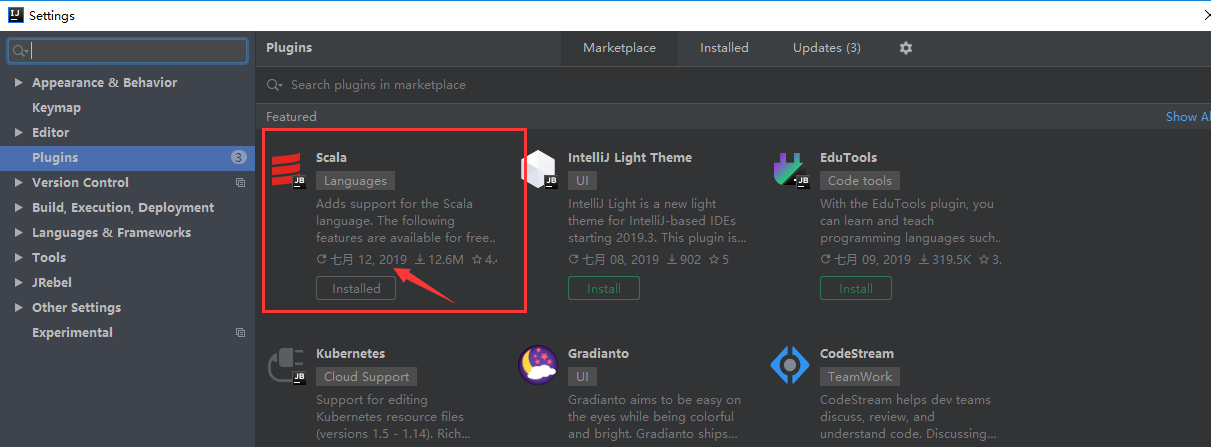 Settings
Plugins
Marketplace
Installed
Updates (3)
Search plugins in marketplace
Appearance & Behavior
Keymap
Editor
Plugins
3
Version Control
Build, Execution, Deployment
Languages & Frameworks
Tools
JRebel
Other Settings
Experimental
Featured
Show Al
Scala
Languages
Adds support for the Scala
language. The following
features are available for free..
七月 12, 2019 12.6M 4.4
Installed
IntelliJ Light Theme
UI
IntelliJ Light is a new light
theme for IntelliJ-based IDEs
starting 2019.3. This plugin is...
七月 08, 2019 902 5
Install
EduTools
Code tools
With the EduTools plugin, you
can learn and teach
programming languages such..
七月 09, 2019 319.5K 3.
Install
Kubernetes
Cloud Support
Support for editing
Kubernetes resource files
(versions 1.5 - 1.14). Rich...
Gradianto
UI
Gradianto aims to be easy on
the eyes while being colorful
and bright. Gradianto ships...
CodeStream
TeamWork
CodeStream helps dev teams
discuss, review, and
understand code. Discussing...
IJ
JB
JB
JB
JB